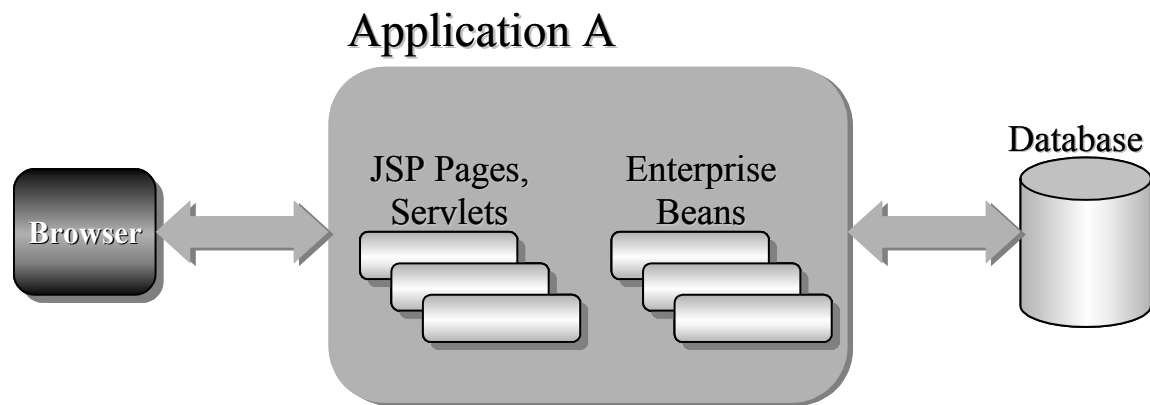 Application A
Browser
JSP Pages,
Servlets
Enterprise
Beans
Database